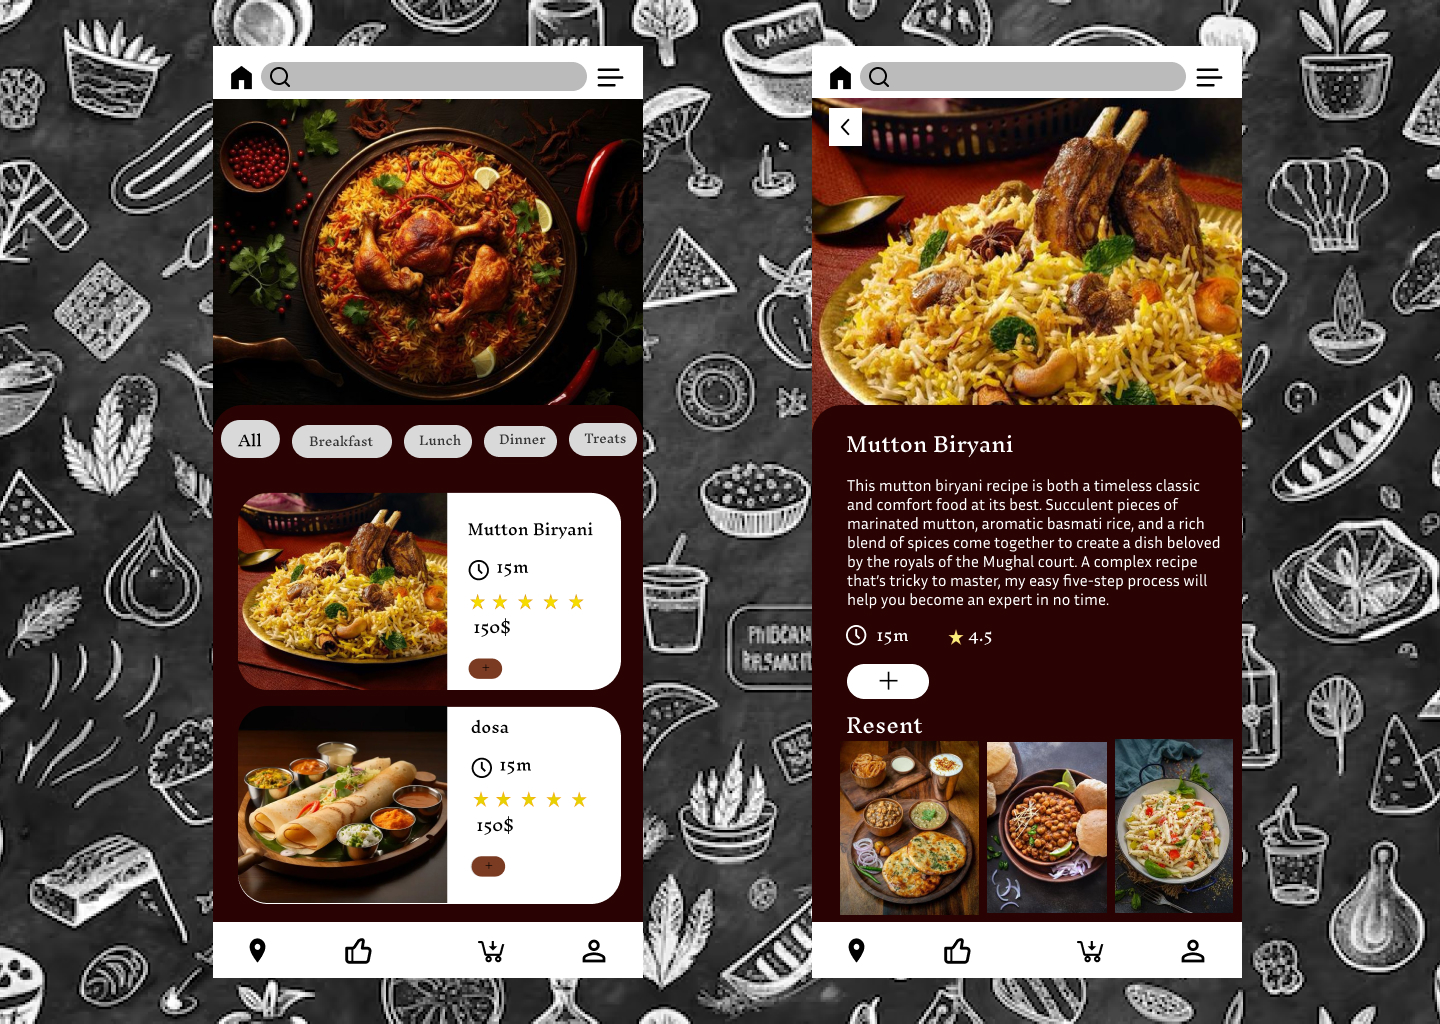 All
Breakfast
Lunch
Dinner
Treats
Mutton Biryani
15m
150$
+
dosa
15m
150$
+
Mutton Biryani
This mutton biryani recipe is both a timeless classic
and comfort food at its best. Succulent pieces of
marinated mutton, aromatic basmati rice, and a rich
blend of spices come together to create a dish beloved
by the royals of the Mughal court. A complex recipe
that's tricky to master, my easy five-step process will
help you become an expert in no time.
15m
4.5
+
Resent